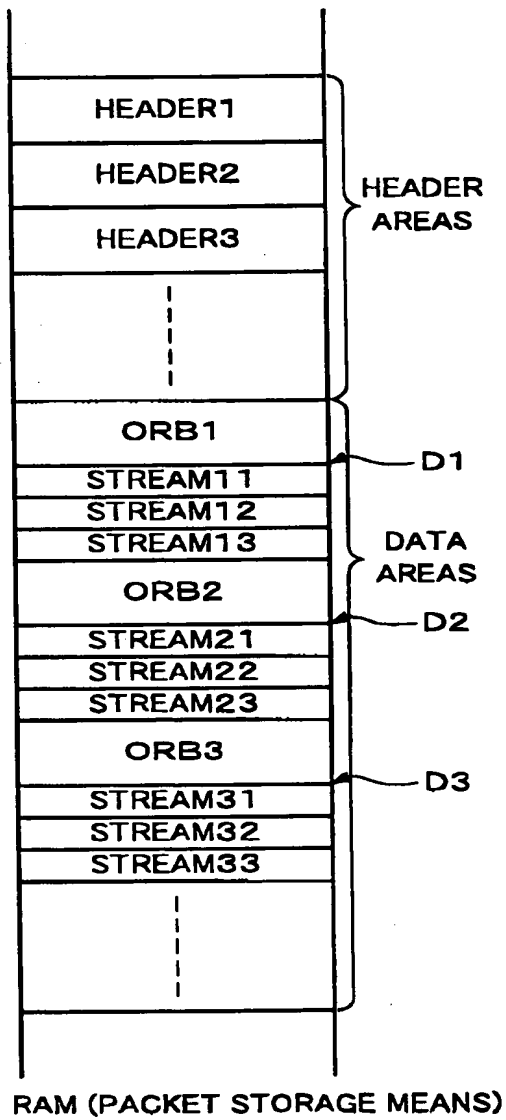 HEADER1
HEADER2
HEADER3
HEADER
AREAS
ORB1
D1
STREAM11
STREAM12
STREAM13
DATA
AREAS
ORB2
D2
STREAM21
STREAM22
STREAM23
ORB3
D3
STREAM31
STREAM32
STREAM33
RAM (PACKET STORAGE MEANS)